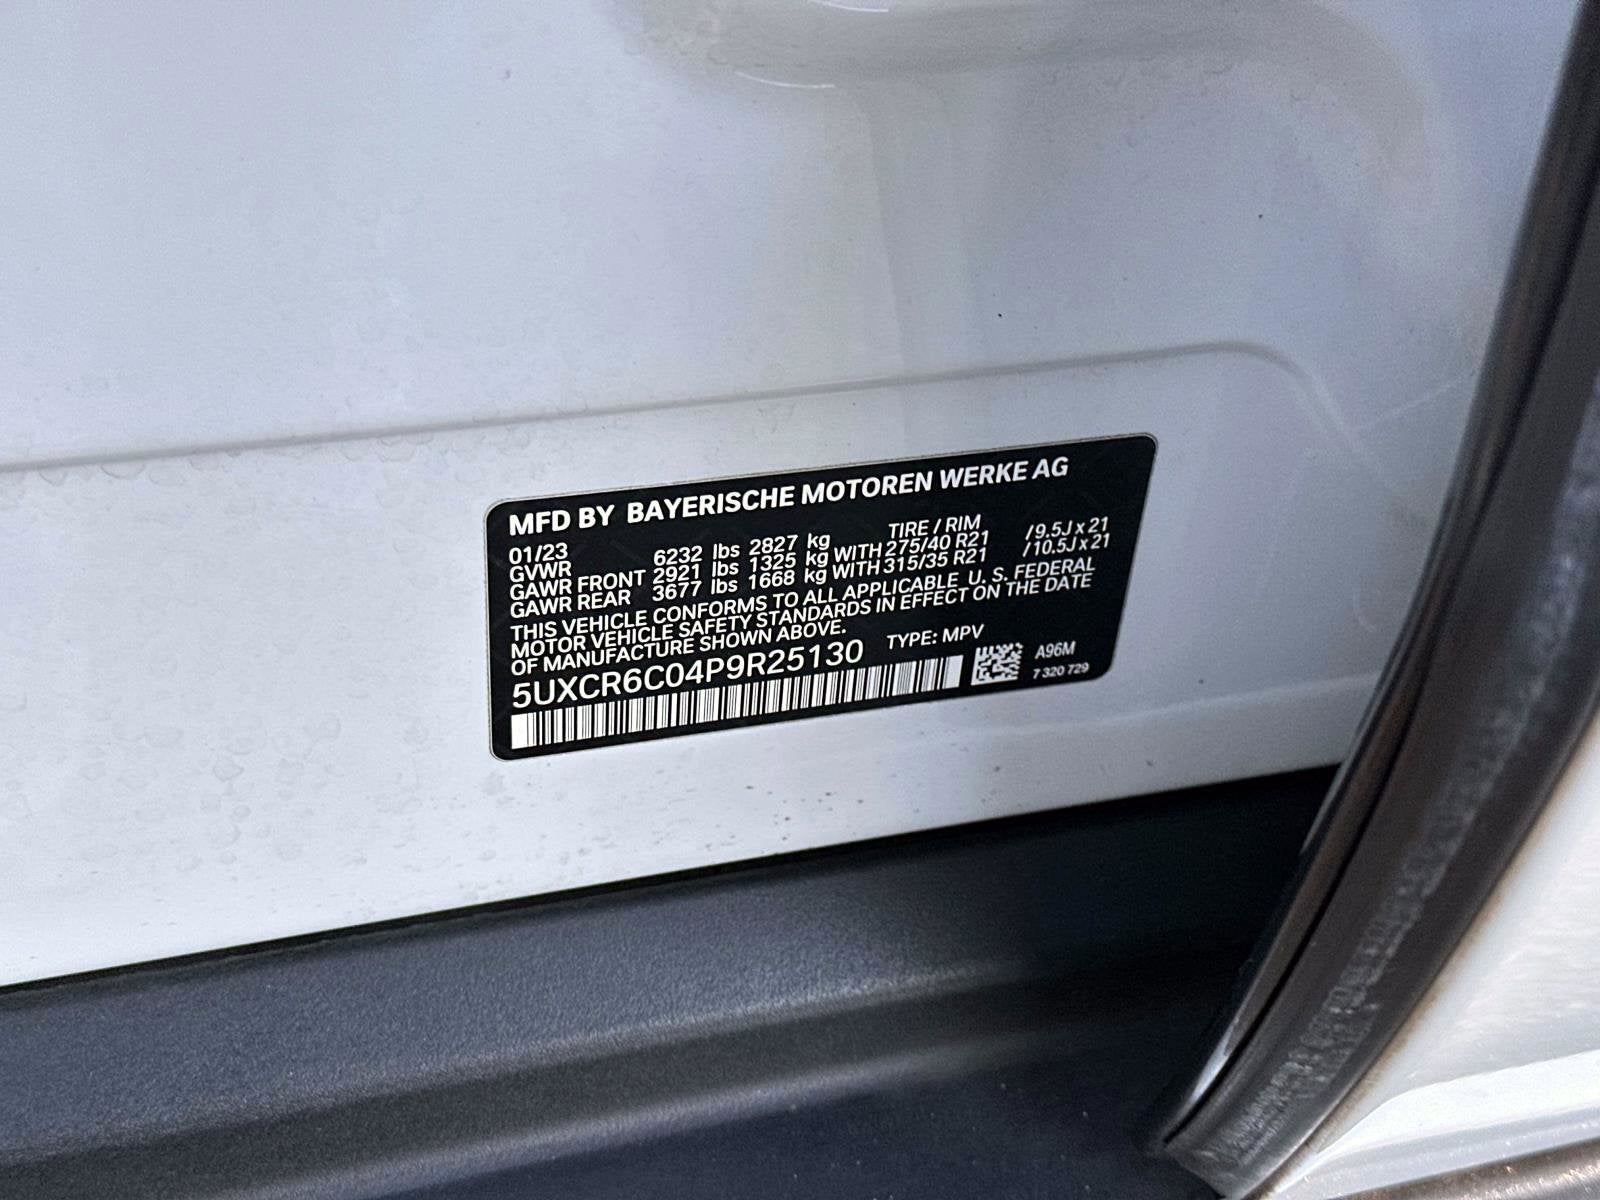 MFD BY BAYERISCHE MOTOREN WERKE AG
01/23 TIRE / RIM
GVWR 6232 lbs 2827 kg
GAWR FRONT 2921 lbs 1325 kg WITH 275/40 R21 /9.5J x 21
GAWR REAR 3677 lbs 1668 kg WITH 315/35 R21 /10.5J x 21
THIS VEHICLE CONFORMS TO ALL APPLICABLE U. S. FEDERAL
MOTOR VEHICLE SAFETY STANDARDS IN EFFECT ON THE DATE
OF MANUFACTURE SHOWN ABOVE.
5UXCR6C04P9R25130 TYPE: MPV
A96M
7 320 729